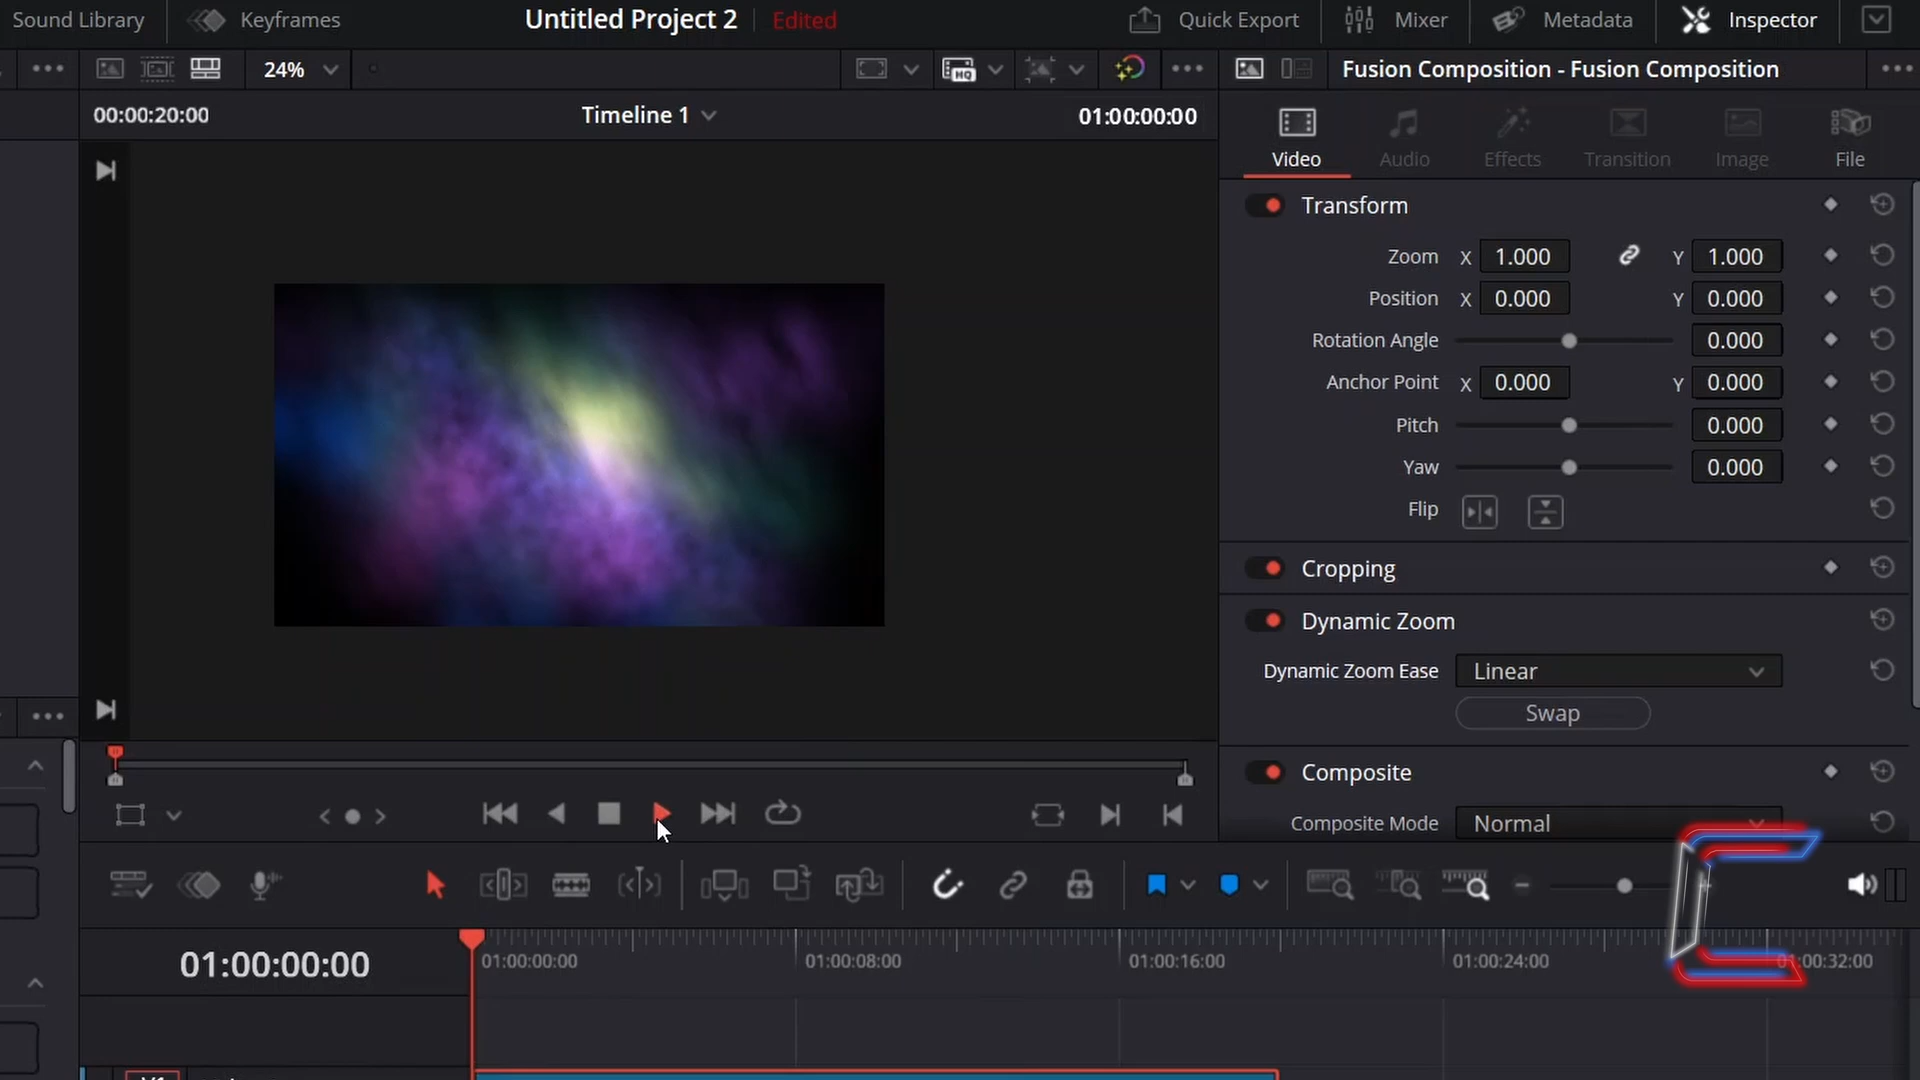 Sound Library
Keyframes
Untitled Project 2
Edited
Quick Export
Mixer
Metadata
Inspector
24%
HQ
Fusion Composition - Fusion Composition
00:00:20:00
Timeline 1
01:00:00:00
Video
Audio
Effects
Transition
Image
File
Transform
Zoom X 1.000 Y 1.000
Position X 0.000 Y 0.000
Rotation Angle 0.000
Anchor Point X 0.000 Y 0.000
Pitch 0.000
Yaw 0.000
Flip
Cropping
Dynamic Zoom
Dynamic Zoom Ease Linear
Swap
Composite
Composite Mode Normal
01:00:00:00
01:00:00:00
01:00:08:00
01:00:16:00
01:00:24:00
01:00:32:00